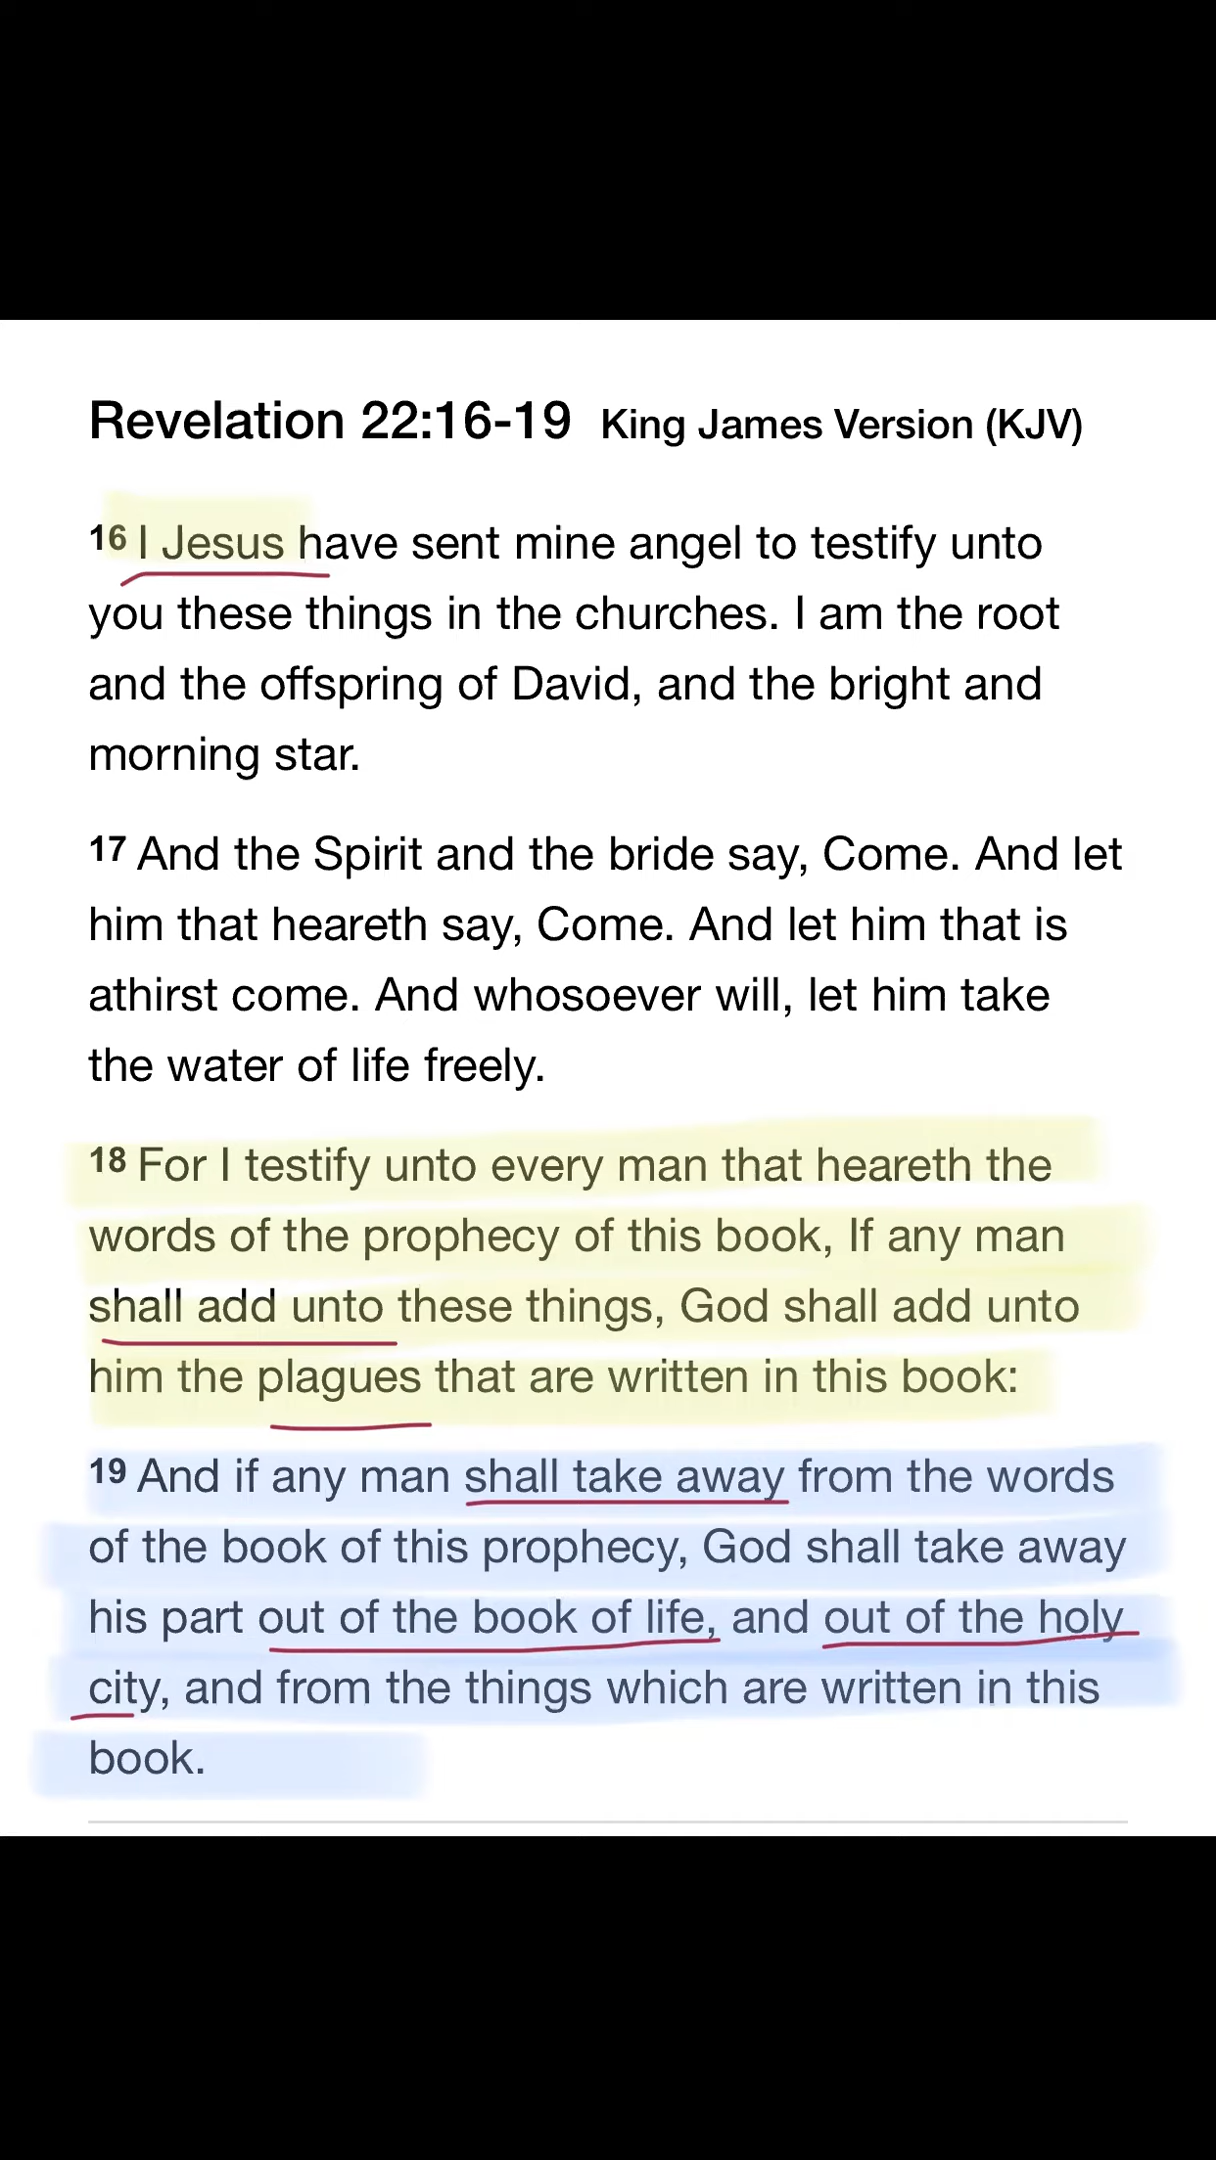 Revelation 22:16-19 King James Version (KJV)
16 I Jesus have sent mine angel to testify unto
you these things in the churches. I am the root
and the offspring of David, and the bright and
morning star.
17 And the Spirit and the bride say, Come. And let
him that heareth say, Come. And let him that is
athirst come. And whosoever will, let him take
the water of life freely.
18 For I testify unto every man that heareth the
words of the prophecy of this book, If any man
shall add unto these things, God shall add unto
him the plagues that are written in this book:
19 And if any man shall take away from the words
of the book of this prophecy, God shall take away
his part out of the book of life, and out of the holy
city, and from the things which are written in this
book.